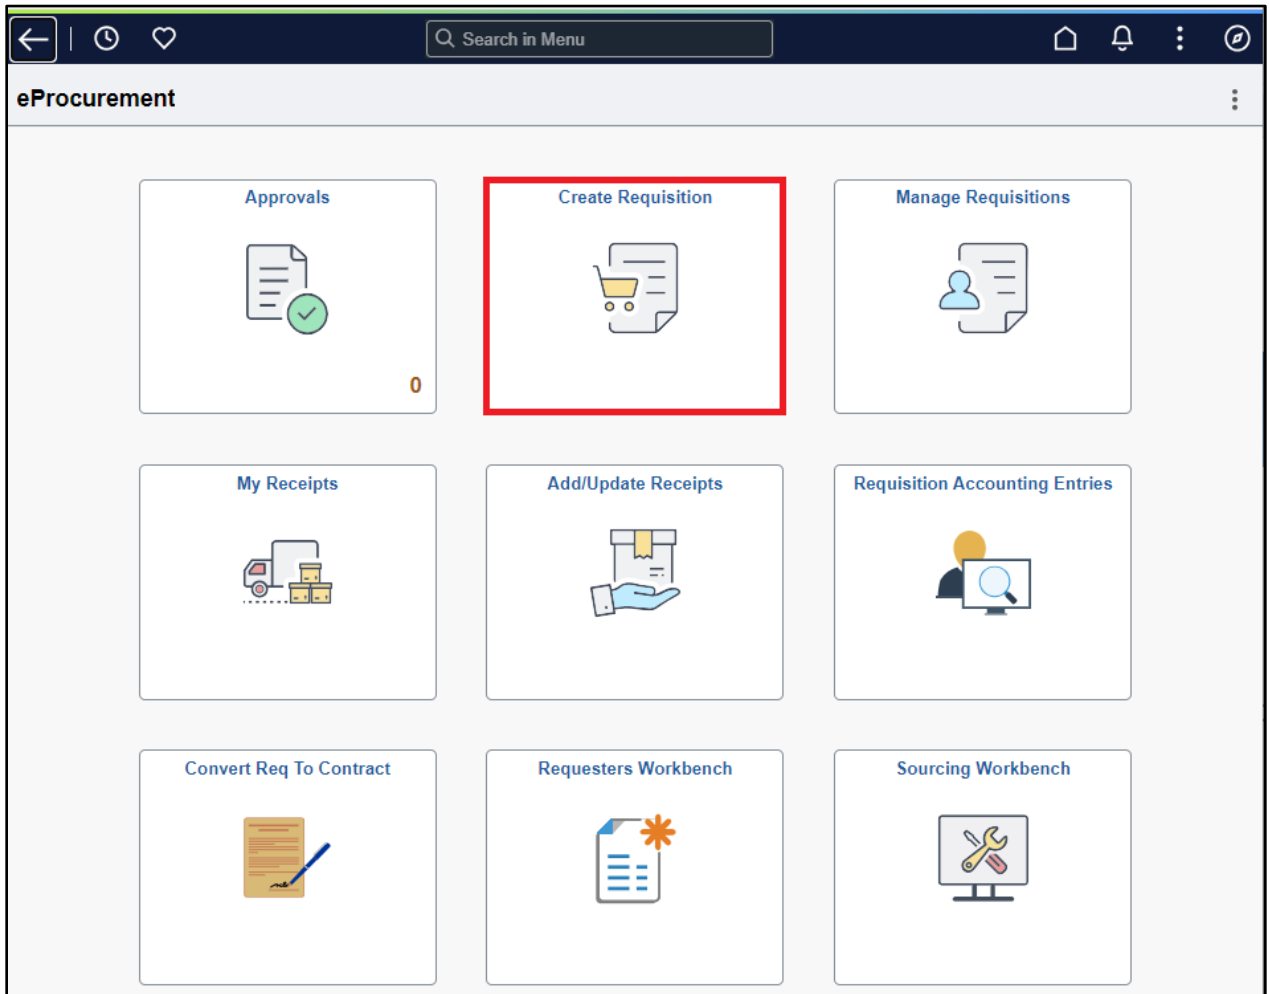 Search in Menu
eProcurement
Approvals
Create Requisition
Manage Requisitions
0
My Receipts
Add/Update Receipts
Requisition Accounting Entries
Convert Req To Contract
Requesters Workbench
Sourcing Workbench